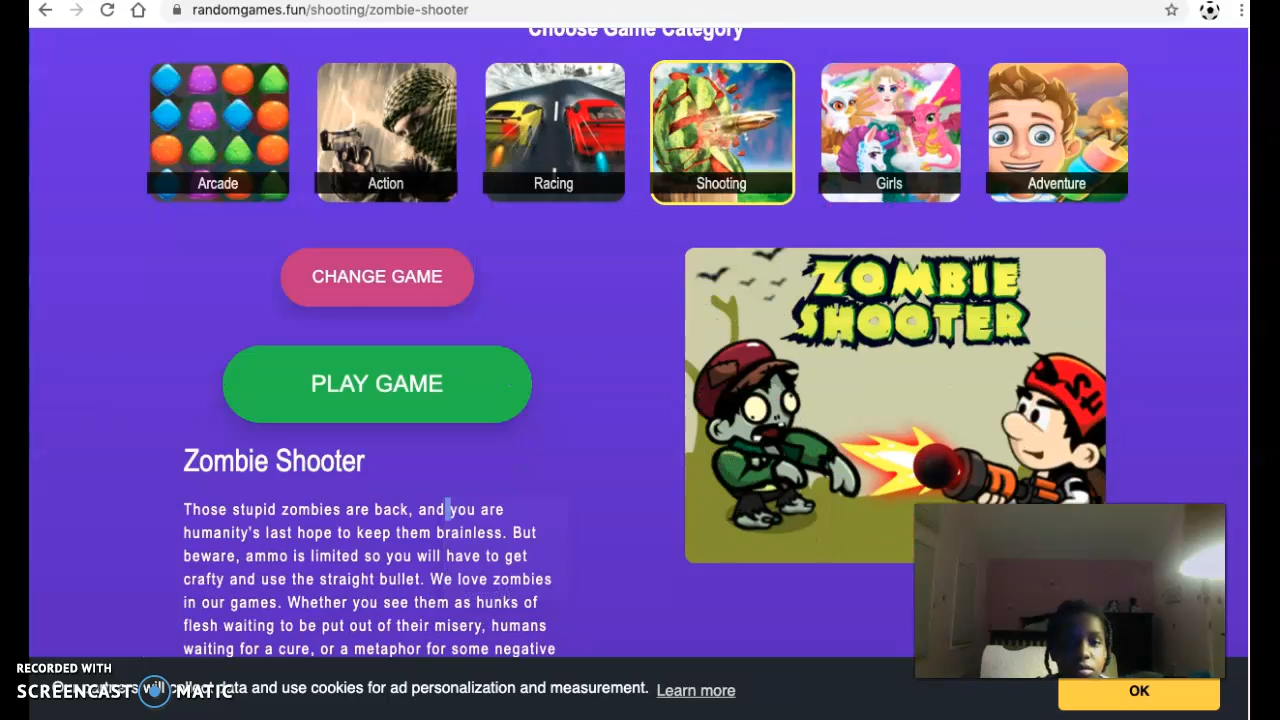 randomgames.fun/shooting/zombie-shooter
Choose Game Category
Arcade
Action
Racing
Shooting
Girls
Adventure
CHANGE GAME
ZOMBIE
SHOOTER
PLAY GAME
Zombie Shooter
Those stupid zombies are back, and you are
humanity's last hope to keep them brainless. But
beware, ammo is limited so you will have to get
crafty and use the straight bullet. We love zombies
in our games. Whether you see them as hunks of
flesh waiting to be put out of their misery, humans
waiting for a cure, or a metaphor for some negative
RECORDED WITH
SCREENCAST MATIC
Our partners will collect data and use cookies for ad personalization and measurement. Learn more
OK